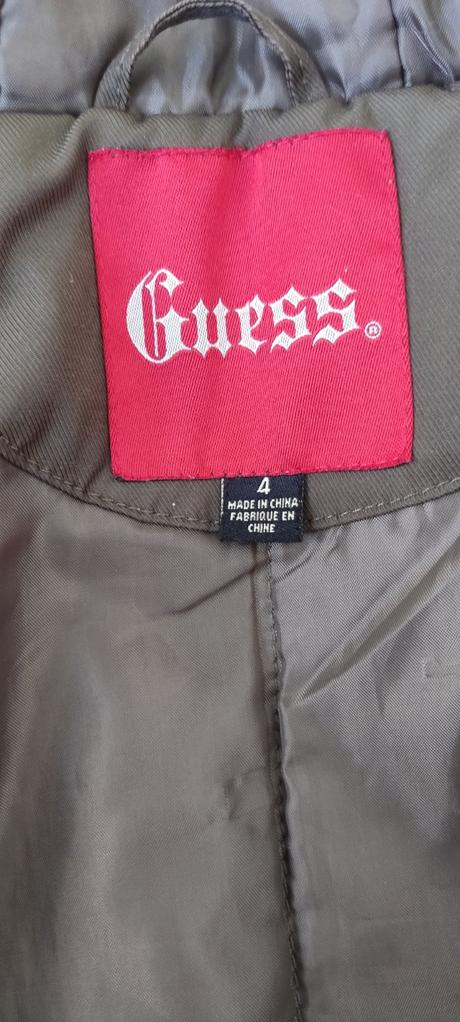 Guess®
4
MADE IN CHINA
FABRIQUE EN
CHINE